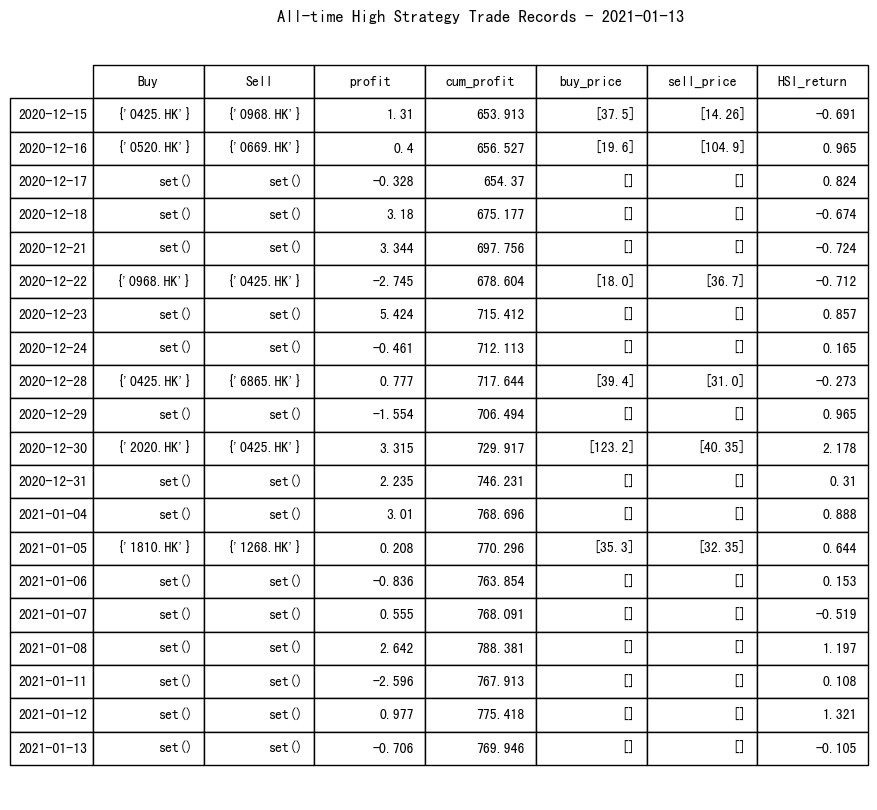 All-time High Strategy Trade Records - 2021-01-13
Buy Sell profit cum_profit buy_price sell_price HSI_return
2020-12-15 {'0425.HK'} {'0968.HK'} 1.31 653.913 [37.5] [14.26] -0.691
2020-12-16 {'0520.HK'} {'0669.HK'} 0.4 656.527 [19.6] [104.9] 0.965
2020-12-17 set() set() -0.328 654.37 [] [] 0.824
2020-12-18 set() set() 3.18 675.177 [] [] -0.674
2020-12-21 set() set() 3.344 697.756 [] [] -0.724
2020-12-22 {'0968.HK'} {'0425.HK'} -2.745 678.604 [18.0] [36.7] -0.712
2020-12-23 set() set() 5.424 715.412 [] [] 0.857
2020-12-24 set() set() -0.461 712.113 [] [] 0.165
2020-12-28 {'0425.HK'} {'6865.HK'} 0.777 717.644 [39.4] [31.0] -0.273
2020-12-29 set() set() -1.554 706.494 [] [] 0.965
2020-12-30 {'2020.HK'} {'0425.HK'} 3.315 729.917 [123.2] [40.35] 2.178
2020-12-31 set() set() 2.235 746.231 [] [] 0.31
2021-01-04 set() set() 3.01 768.696 [] [] 0.888
2021-01-05 {'1810.HK'} {'1268.HK'} 0.208 770.296 [35.3] [32.35] 0.644
2021-01-06 set() set() -0.836 763.854 [] [] 0.153
2021-01-07 set() set() 0.555 768.091 [] [] -0.519
2021-01-08 set() set() 2.642 788.381 [] [] 1.197
2021-01-11 set() set() -2.596 767.913 [] [] 0.108
2021-01-12 set() set() 0.977 775.418 [] [] 1.321
2021-01-13 set() set() -0.706 769.946 [] [] -0.105